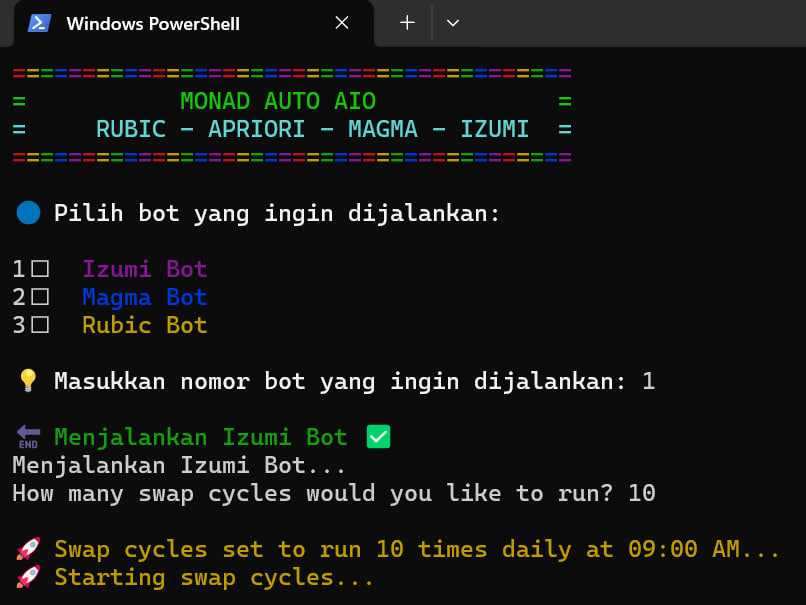 Windows PowerShell
========================================
= MONAD AUTO AIO =
= RUBIC - APRIORI - MAGMA - IZUMI =
========================================
🔵 Pilih bot yang ingin dijalankan:
1□ Izumi Bot
2□ Magma Bot
3□ Rubic Bot
💡 Masukkan nomor bot yang ingin dijalankan: 1
🔚 Menjalankan Izumi Bot ✅
Menjalankan Izumi Bot...
How many swap cycles would you like to run? 10
🚀 Swap cycles set to run 10 times daily at 09:00 AM...
🚀 Starting swap cycles...